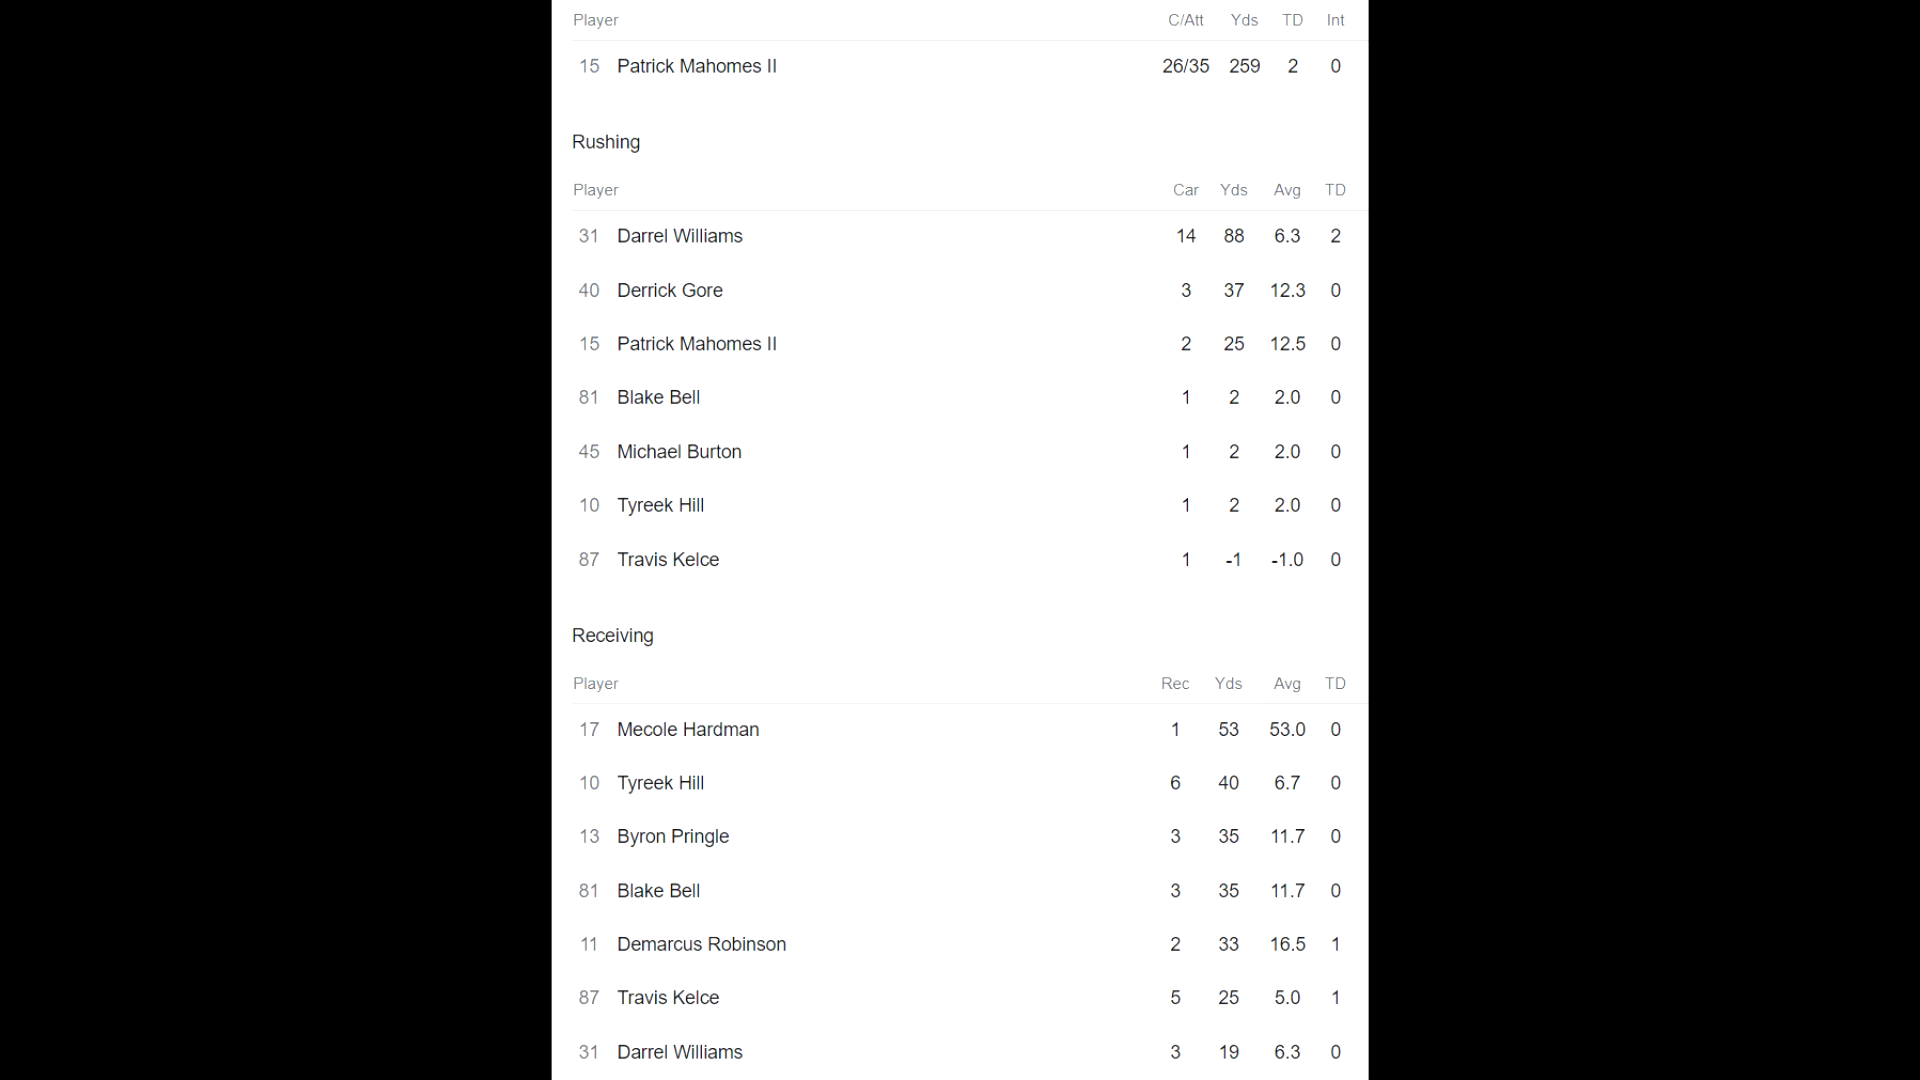 Player C/Att Yds TD Int
15 Patrick Mahomes II 26/35 259 2 0
Rushing
Player Car Yds Avg TD
31 Darrel Williams 14 88 6.3 2
40 Derrick Gore 3 37 12.3 0
15 Patrick Mahomes II 2 25 12.5 0
81 Blake Bell 1 2 2.0 0
45 Michael Burton 1 2 2.0 0
10 Tyreek Hill 1 2 2.0 0
87 Travis Kelce 1 -1 -1.0 0
Receiving
Player Rec Yds Avg TD
17 Mecole Hardman 1 53 53.0 0
10 Tyreek Hill 6 40 6.7 0
13 Byron Pringle 3 35 11.7 0
81 Blake Bell 3 35 11.7 0
11 Demarcus Robinson 2 33 16.5 1
87 Travis Kelce 5 25 5.0 1
31 Darrel Williams 3 19 6.3 0